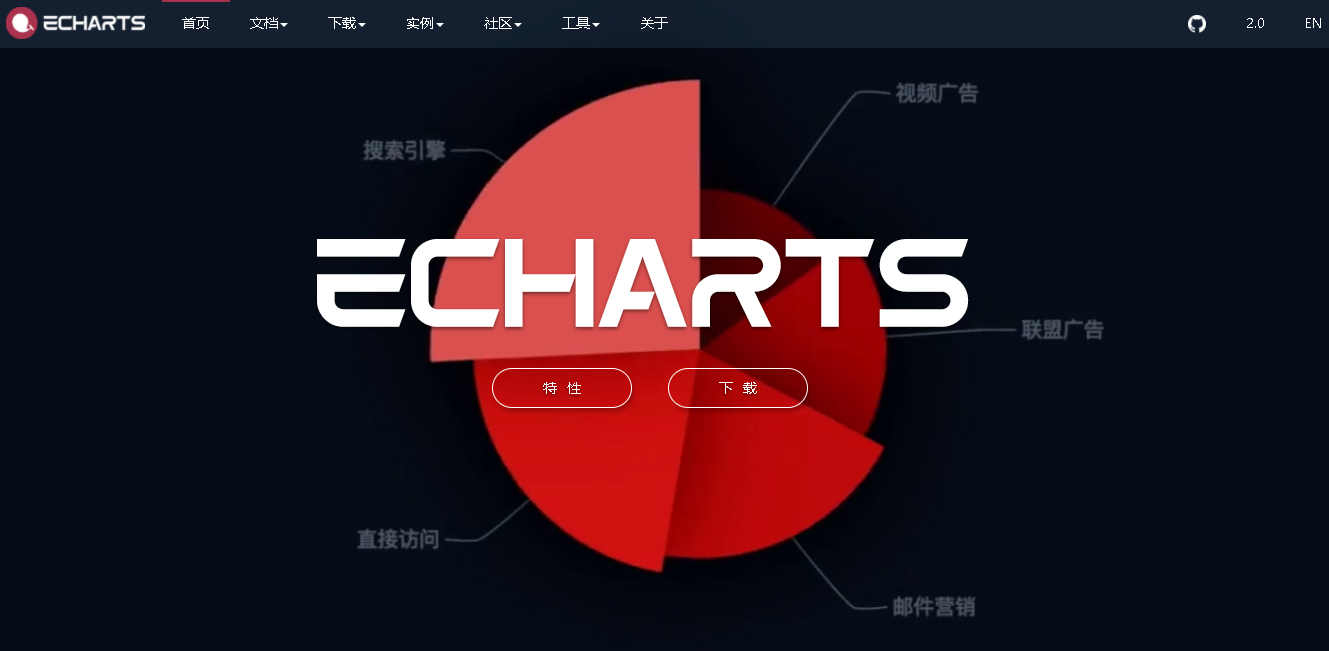 ECHARTS 首页 文档 下载 实例 社区 工具 关于 2.0 EN
视频广告
搜索引擎
ECHARTS
联盟广告
特 性 下 载
直接访问
邮件营销